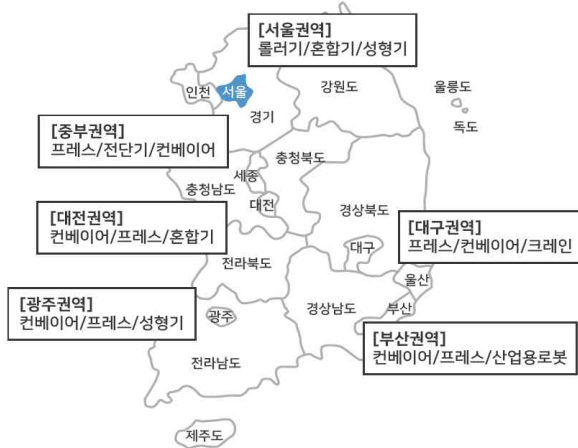 [서울권역]
롤러기/혼합기/성형기
인천
서울
강원도
울릉도
독도
경기
[중부권역]
프레스/전단기/컨베이어
충청북도
세종
충청남도
대전
경상북도
[대전권역]
컨베이어/프레스/혼합기
[대구권역]
프레스/컨베이어/크레인
대구
전라북도
울산
[광주권역]
컨베이어/프레스/성형기
광주
경상남도
부산
[부산권역]
컨베이어/프레스/산업용로봇
전라남도
제주도